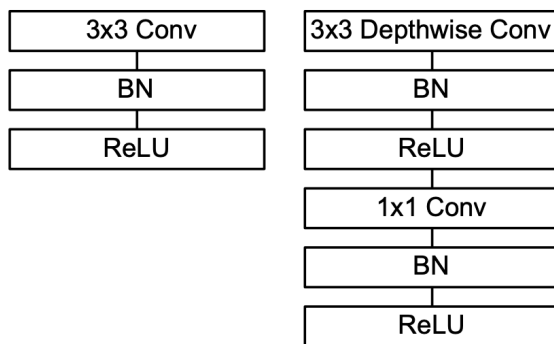 3x3 Conv
BN
ReLU
3x3 Depthwise Conv
BN
ReLU
1x1 Conv
BN
ReLU